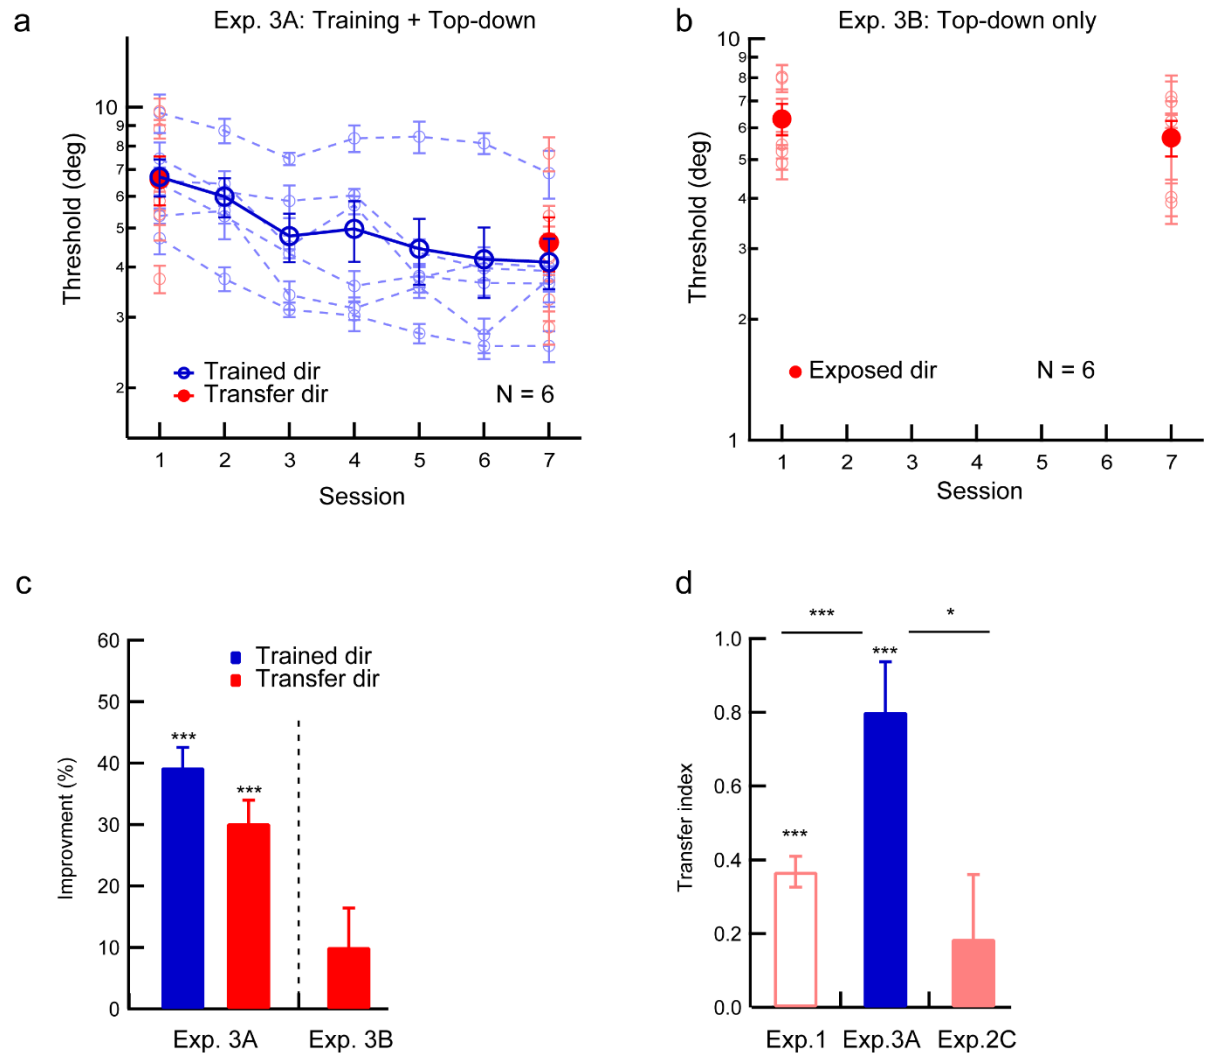 a
Exp. 3A: Training + Top-down
Threshold (deg)
10
9
8
7
6
5
4
3
2
Trained dir
Transfer dir
N = 6
1 2 3 4 5 6 7
Session
b
Exp. 3B: Top-down only
Threshold (deg)
10
9
8
7
6
5
4
3
2
1
Exposed dir
N = 6
1 2 3 4 5 6 7
Session
c
Improvment (%)
60
50
40
30
20
10
0
Trained dir
Transfer dir
***
***
Exp. 3A Exp. 3B
d
Transfer index
1.0
0.8
0.6
0.4
0.2
0.0
*** *
***
***
Exp.1 Exp.3A Exp.2C